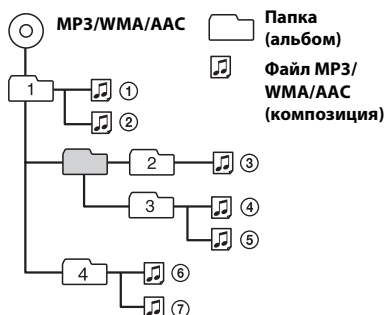 MP3/WMA/AAC
Папка
(альбом)
Файл MP3/
WMA/AAC
(композиция)
1
①
②
2
③
3
④
⑤
4
⑥
⑦